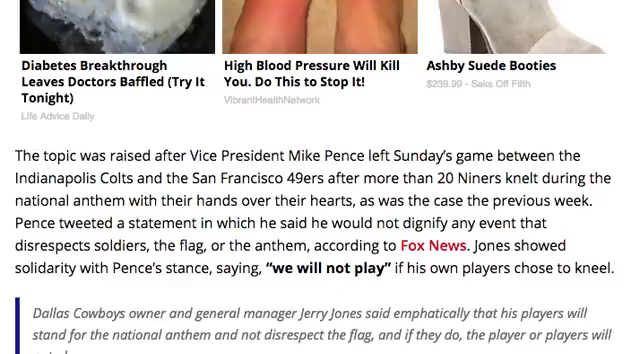 Diabetes Breakthrough
Leaves Doctors Baffled (Try It
Tonight)
Life Advice Daily
High Blood Pressure Will Kill
You. Do This to Stop It!
VibrantHealthNetwork
Ashby Suede Booties
$239.99 - Saks Off Fifth
The topic was raised after Vice President Mike Pence left Sunday’s game between the
Indianapolis Colts and the San Francisco 49ers after more than 20 Niners knelt during the
national anthem with their hands over their hearts, as was the case the previous week.
Pence tweeted a statement in which he said he would not dignify any event that
disrespects soldiers, the flag, or the anthem, according to Fox News. Jones showed
solidarity with Pence’s stance, saying, “we will not play” if his own players chose to kneel.
Dallas Cowboys owner and general manager Jerry Jones said emphatically that his players will
stand for the national anthem and not disrespect the flag, and if they do, the player or players will